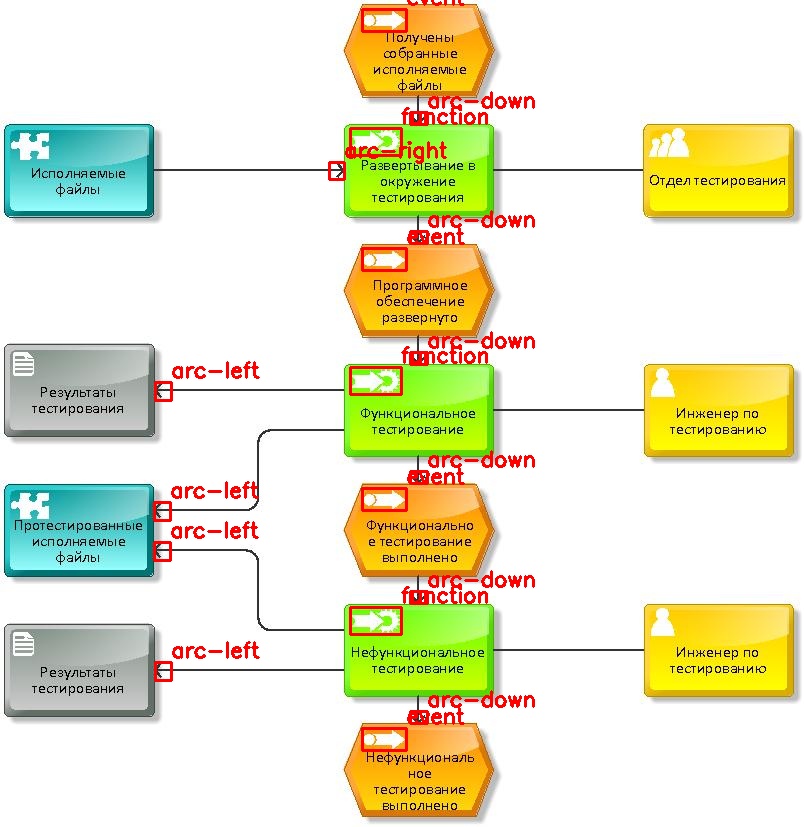 event
Получены
собранные
исполняемые
файлы
arc-down
function
arc-right
Исполняемые
файлы
Развертывание в
окружение
тестирования
Отдел тестирования
arc-down
event
Программное
обеспечение
развернуто
arc-down
function
arc-left
Результаты
тестирования
Функциональное
тестирование
Инженер по
тестированию
arc-down
event
arc-left
Протестированные
исполняемые
файлы
arc-left
Функционально
е тестирование
выполнено
arc-down
function
arc-left
Результаты
тестирования
Нефункциональное
тестирование
Инженер по
тестированию
arc-down
event
Нефункциональ
ное
тестирование
выполнено